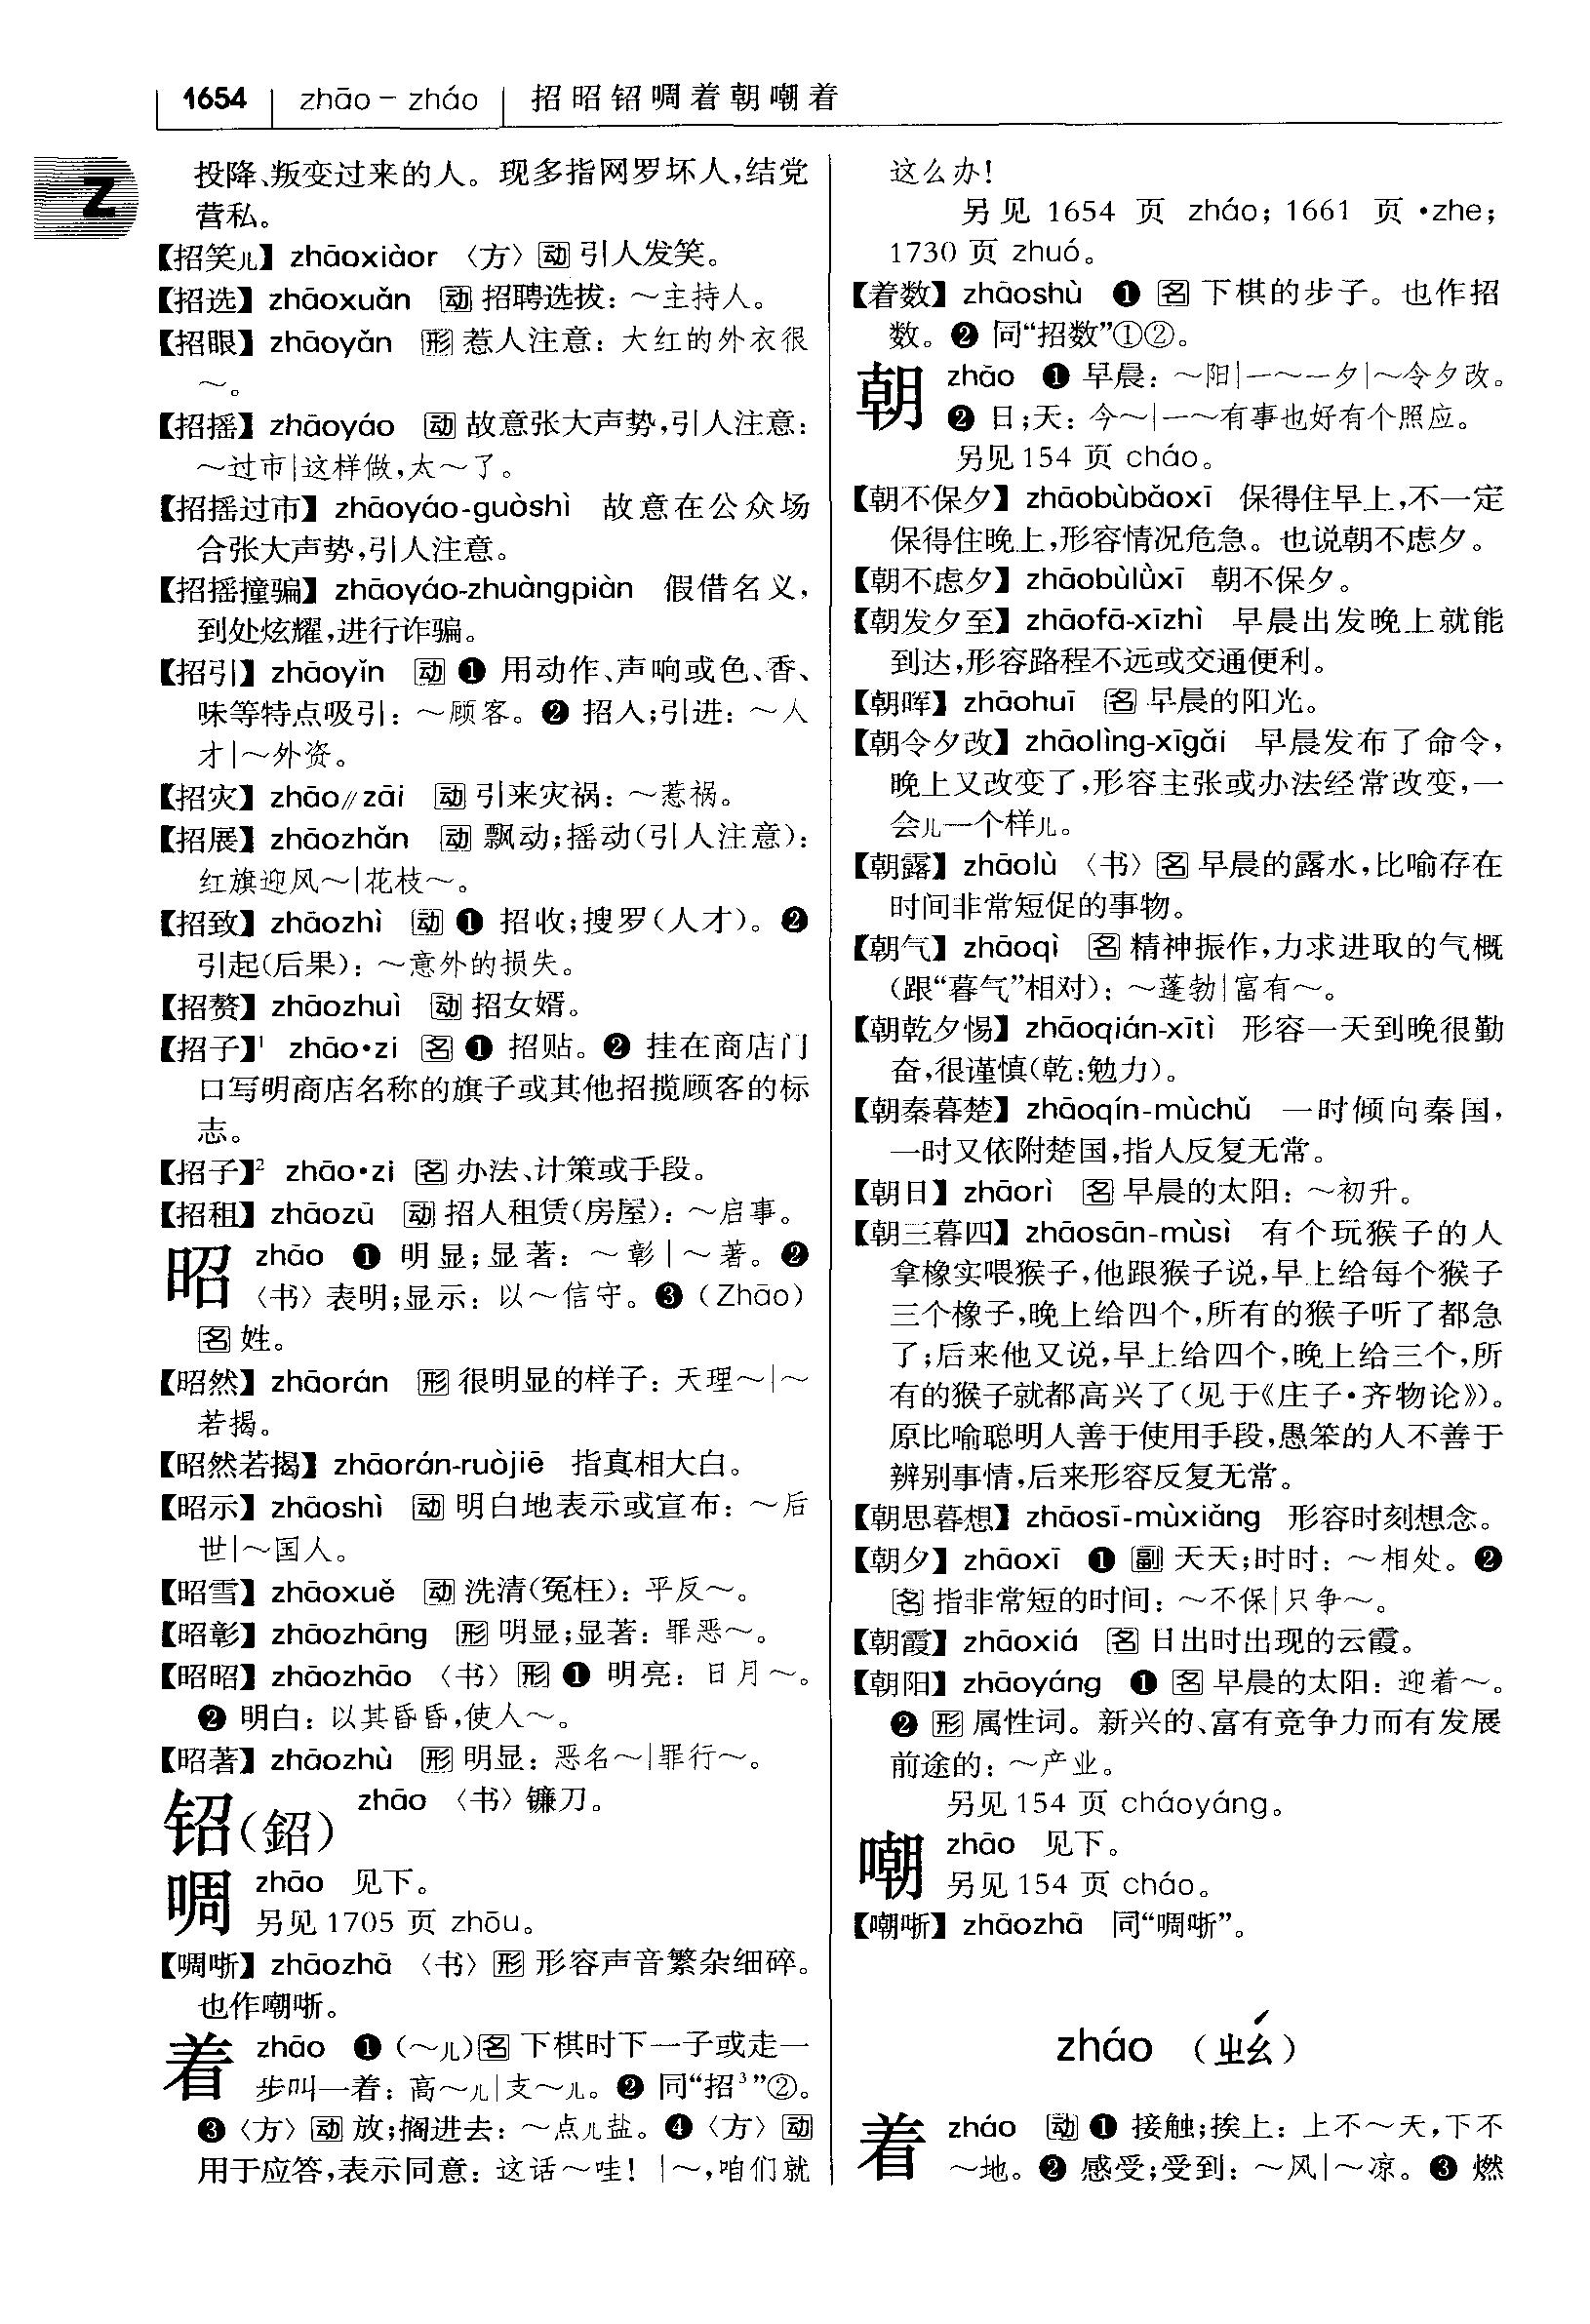 1654 zhāo－zháo 招昭铝啁着朝嘲着
Z
投降、叛变过来的人。现多指网罗坏人，结党
营私。
【招笑儿】zhāoxiàor 〈方〉动 引人发笑。
【招选】zhāoxuǎn 动 招聘选拔：～主持人。
【招眼】zhāoyǎn 形 惹人注意：大红的外衣很
～。
【招摇】zhāoyáo 动 故意张大声势，引人注意：
～过市|这样做，太～了。
【招摇过市】zhāoyáo-guòshì 故意在公众场
合张大声势，引人注意。
【招摇撞骗】zhāoyáo-zhuàngpiàn 假借名义，
到处炫耀，进行诈骗。
【招引】zhāoyǐn 动 ❶ 用动作、声响或色、香、
味等特点吸引：～顾客。❷ 招人；引进：～人
才|～外资。
【招灾】zhāo∥zāi 动 引来灾祸：～惹祸。
【招展】zhāozhǎn 动 飘动；摇动（引人注意）：
红旗迎风～|花枝～。
【招致】zhāozhì 动 ❶ 招收；搜罗（人才）。❷
引起（后果）：～意外的损失。
【招赘】zhāozhuì 动 招女婿。
【招子】¹ zhāo·zi 名 ❶ 招贴。❷ 挂在商店门
口写明商店名称的旗子或其他招揽顾客的标
志。
【招子】² zhāo·zi 名 办法、计策或手段。
【招租】zhāozū 动 招人租赁（房屋）：～启事。
昭 zhāo ❶ 明显；显著：～彰|～著。❷
〈书〉表明；显示：以～信守。❸（Zhāo）
名 姓。
【昭然】zhāorán 形 很明显的样子：天理～|～
若揭。
【昭然若揭】zhāorán-ruòjiē 指真相大白。
【昭示】zhāoshì 动 明白地表示或宣布：～后
世|～国人。
【昭雪】zhāoxuě 动 洗清（冤枉）：平反～。
【昭彰】zhāozhāng 形 明显；显著：罪恶～。
【昭昭】zhāozhāo 〈书〉形 ❶ 明亮：日月～。
❷ 明白：以其昏昏，使人～。
【昭著】zhāozhù 形 明显：恶名～|罪行～。
钊(鉊) zhāo 〈书〉镰刀。
啁 zhāo 见下。
另见 1705 页 zhōu。
【啁哳】zhāozhā 〈书〉形 形容声音繁杂细碎。
也作嘲哳。
着 zhāo ❶（～儿）名 下棋时下一子或走一
步叫一着：高～儿|支～儿。❷ 同“招³”②。
❸〈方〉动 放；搁进去：～点儿盐。❹〈方〉动
用于应答，表示同意：这话～哇！|～，咱们就
这么办！
另见 1654 页 zháo；1661 页 ·zhe；
1730 页 zhuó。
【着数】zhāoshù ❶ 名 下棋的步子。也作招
数。❷ 同“招数”①②。
朝 zhāo ❶ 早晨：～阳|一～一夕|～令夕改。
❷ 日；天：今～|一～有事也好有个照应。
另见 154 页 cháo。
【朝不保夕】zhāobùbǎoxī 保得住早上，不一定
保得住晚上，形容情况危急。也说朝不虑夕。
【朝不虑夕】zhāobùlǜxī 朝不保夕。
【朝发夕至】zhāofā-xīzhì 早晨出发晚上就能
到达，形容路程不远或交通便利。
【朝晖】zhāohuī 名 早晨的阳光。
【朝令夕改】zhāolìng-xīgǎi 早晨发布了命令，
晚上又改变了，形容主张或办法经常改变，一
会儿一个样儿。
【朝露】zhāolù 〈书〉名 早晨的露水，比喻存在
时间非常短促的事物。
【朝气】zhāoqì 名 精神振作，力求进取的气概
（跟“暮气”相对）：～蓬勃|富有～。
【朝乾夕惕】zhāoqián-xītì 形容一天到晚很勤
奋，很谨慎（乾：勉力）。
【朝秦暮楚】zhāoqín-mùchǔ 一时倾向秦国，
一时又依附楚国，指人反复无常。
【朝日】zhāorì 名 早晨的太阳：～初升。
【朝三暮四】zhāosān-mùsì 有个玩猴子的人
拿橡实喂猴子，他跟猴子说，早上给每个猴子
三个橡子，晚上给四个，所有的猴子听了都急
了；后来他又说，早上给四个，晚上给三个，所
有的猴子就都高兴了（见于《庄子·齐物论》）。
原比喻聪明人善于使用手段，愚笨的人不善于
辨别事情，后来形容反复无常。
【朝思暮想】zhāosī-mùxiǎng 形容时刻想念。
【朝夕】zhāoxī ❶ 副 天天；时时：～相处。❷
名 指非常短的时间：～不保|只争～。
【朝霞】zhāoxiá 名 日出时出现的云霞。
【朝阳】zhāoyáng ❶ 名 早晨的太阳：迎着～。
❷ 形 属性词。新兴的、富有竞争力而有发展
前途的：～产业。
另见 154 页 cháoyáng。
嘲 zhāo 见下。
另见 154 页 cháo。
【嘲哳】zhāozhā 同“啁哳”。
zháo （ㄓㄠˊ）
着 zháo 动 ❶ 接触；挨上：上不～天，下不
～地。❷ 感受；受到：～风|～凉。❸ 燃